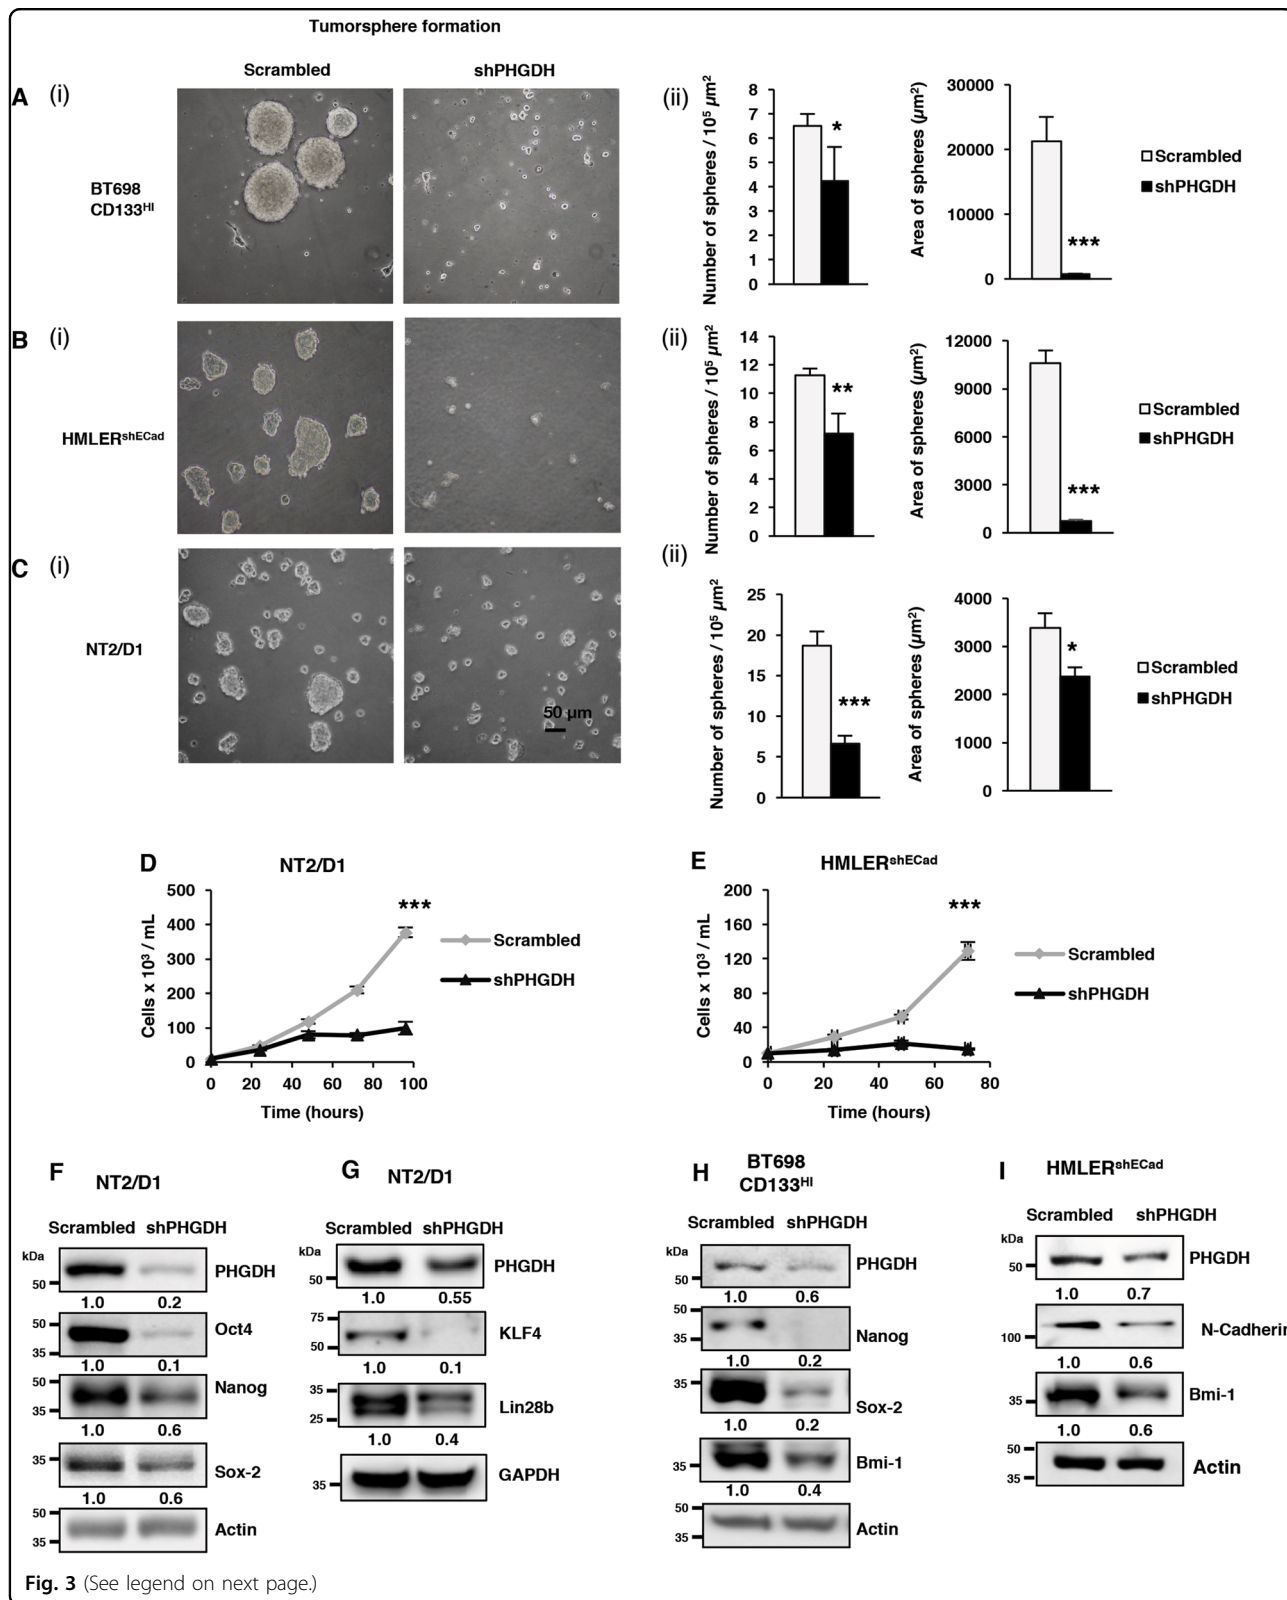 Tumorsphere formation
Scrambled shPHGDH
A (i)
BT698
CD133HI
(ii)
Number of spheres / 10⁵ µm²
8
7
6
5
4
3
2
1
0
*
Area of spheres (µm²)
30000
20000
10000
0
***
Scrambled
shPHGDH
B (i)
HMLERshECad
(ii)
Number of spheres / 10⁵ µm²
14
12
10
8
6
4
2
0
**
Area of spheres (µm²)
12000
9000
6000
3000
0
***
Scrambled
shPHGDH
C (i)
NT2/D1
50 µm
(ii)
Number of spheres / 10⁵ µm²
25
20
15
10
5
0
***
Area of spheres (µm²)
4000
3000
2000
1000
0
*
Scrambled
shPHGDH
D NT2/D1
Cells x 10³ / mL
500
400
300
200
100
0
***
Scrambled
shPHGDH
0 20 40 60 80 100
Time (hours)
E HMLERshECad
Cells x 10³ / mL
200
160
120
80
40
0
***
Scrambled
shPHGDH
0 20 40 60 80
Time (hours)
F NT2/D1
Scrambled shPHGDH
kDa
50 PHGDH
1.0 0.2
50 Oct4
35
1.0 0.1
50 Nanog
35
1.0 0.6
35 Sox-2
1.0 0.6
50 Actin
35
G NT2/D1
Scrambled shPHGDH
kDa
50 PHGDH
1.0 0.55
75 KLF4
50
1.0 0.1
35 Lin28b
25
1.0 0.4
35 GAPDH
H BT698
CD133HI
Scrambled shPHGDH
kDa
50 PHGDH
1.0 0.6
50 Nanog
35
1.0 0.2
35 Sox-2
1.0 0.2
35 Bmi-1
1.0 0.4
50 Actin
35
I HMLERshECad
Scrambled shPHGDH
kDa
50 PHGDH
1.0 0.7
100 N-Cadherin
1.0 0.6
35 Bmi-1
1.0 0.6
50 Actin
35
Fig. 3 (See legend on next page.)